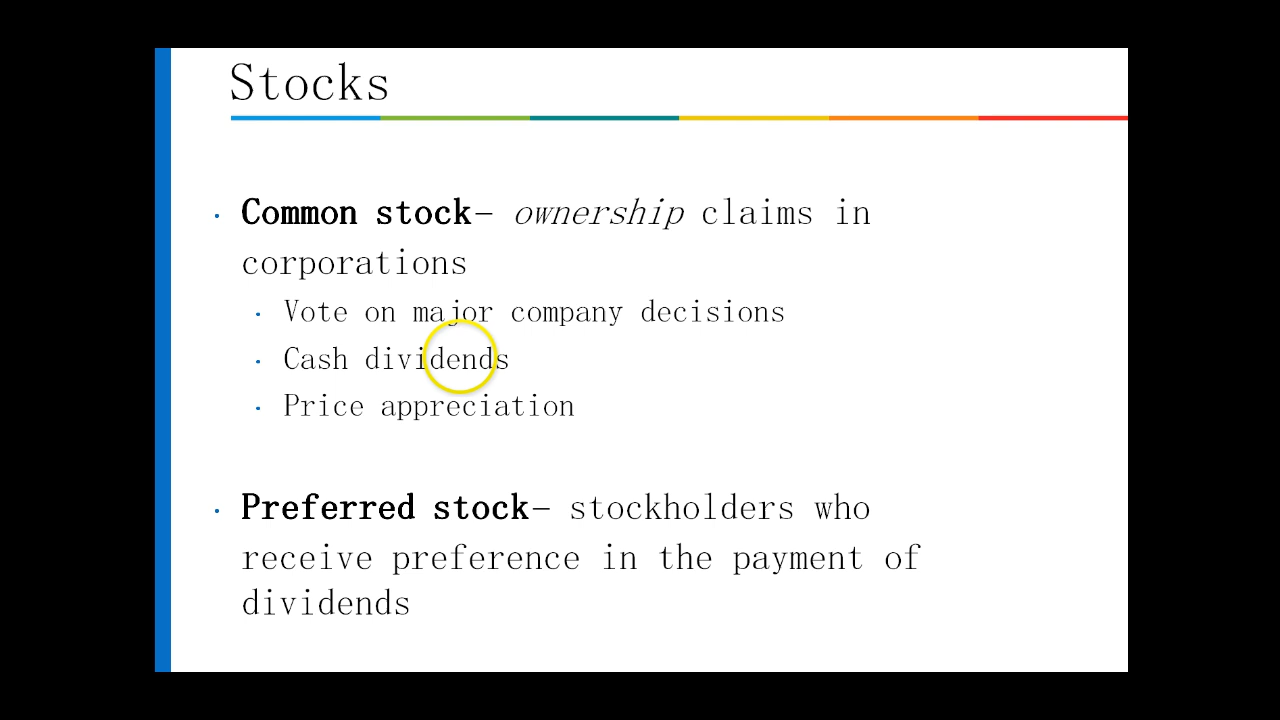 Stocks
• Common stock– ownership claims in
corporations
• Vote on major company decisions
• Cash dividends
• Price appreciation
• Preferred stock– stockholders who
receive preference in the payment of
dividends